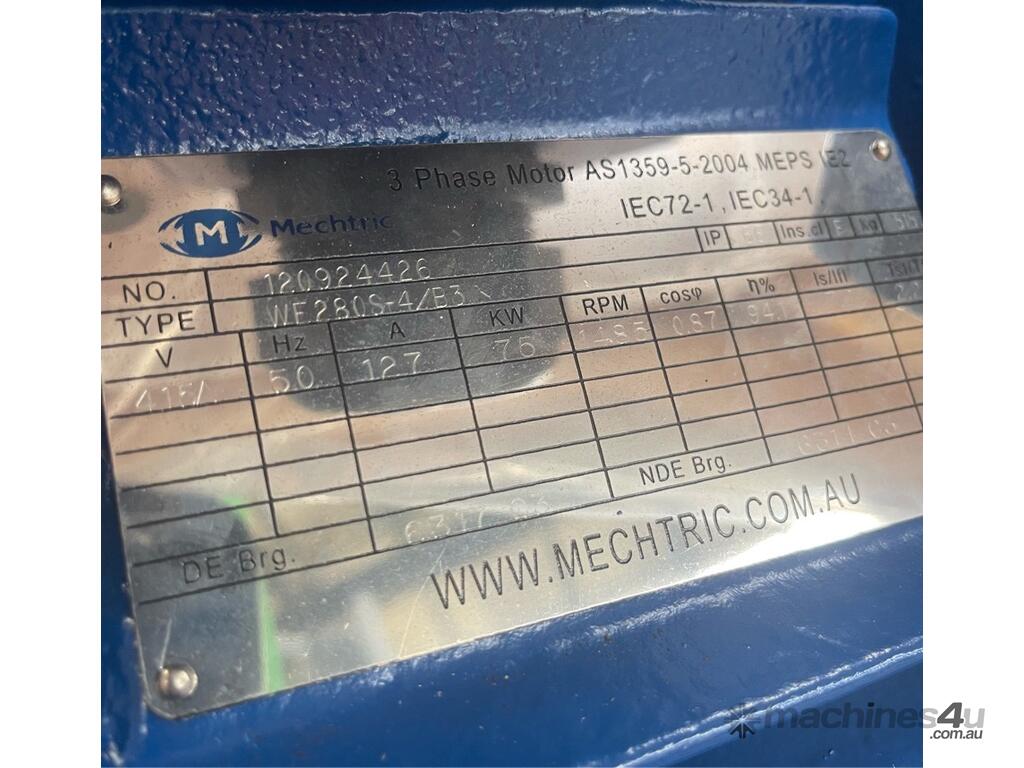 3 Phase Motor AS1359-5-2004 MEPS IE2
IEC72-1, IEC34-1
M Mechtric
IP Ins.cl Kg
NO. 120924426
TYPE WE280S-4/B3
V Hz A KW RPM cosφ η% Is/In
415 50 127 75 1485 0.87
DE Brg. NDE Brg.
WWW.MECHTRIC.COM.AU
machines4u
.com.au